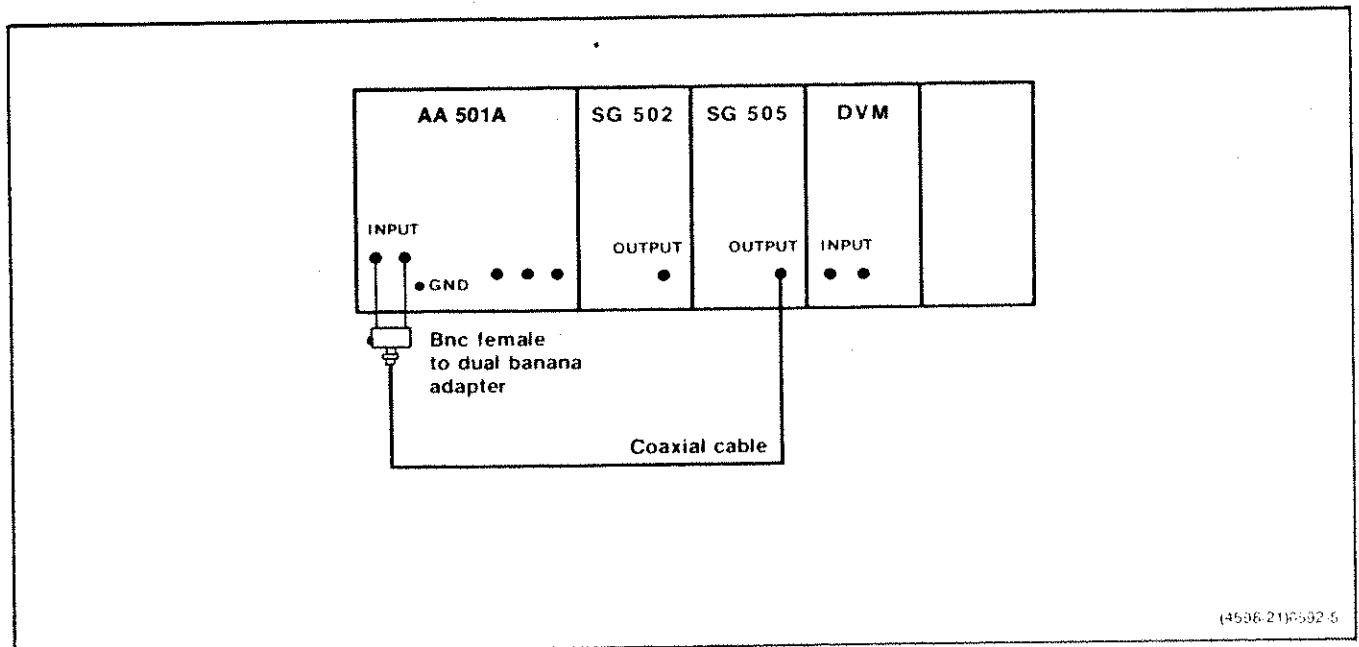 AA 501A
SG 502
SG 505
DVM
INPUT
OUTPUT
OUTPUT
INPUT
GND
Bnc female
to dual banana
adapter
Coaxial cable